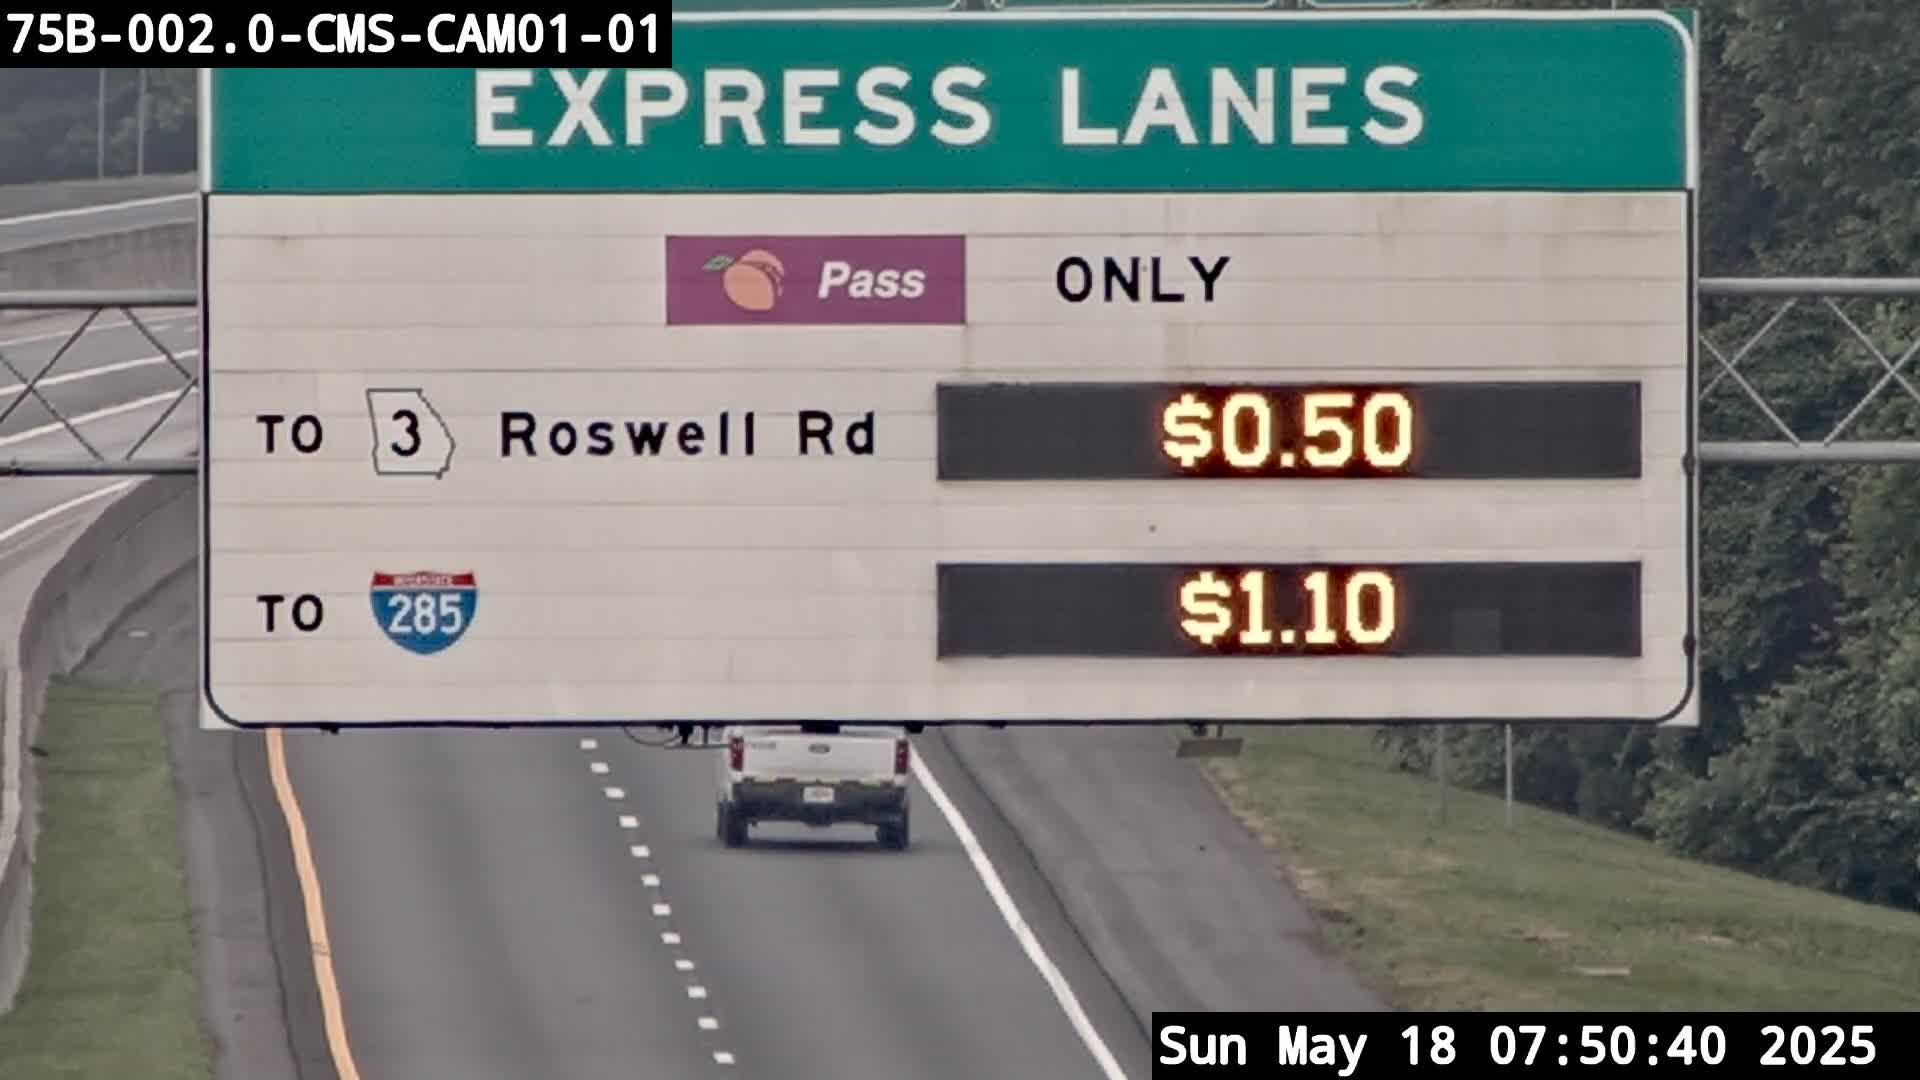 75B-002.0-CMS-CAM01-01
EXPRESS LANES
Pass ONLY
TO 3 Roswell Rd $0.50
INTERSTATE
TO 285 $1.10
Sun May 18 07:50:40 2025